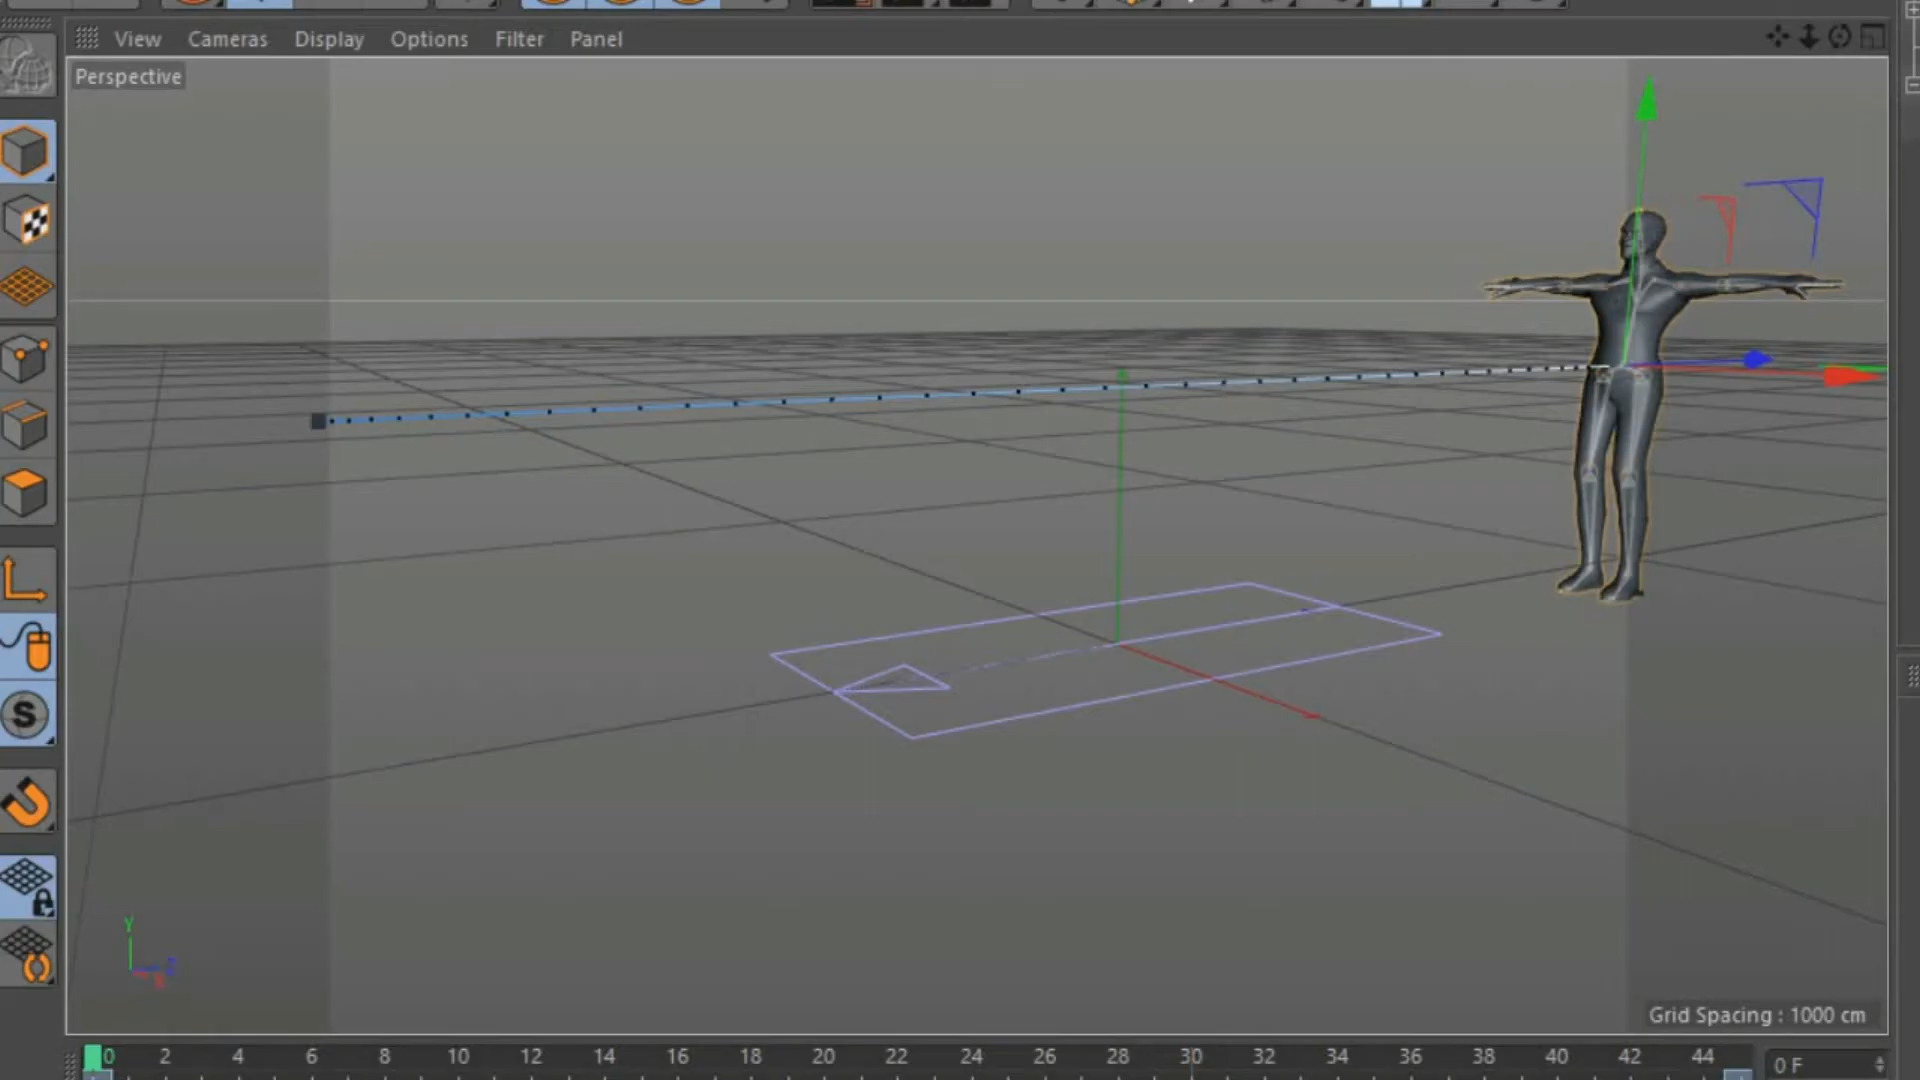 View Cameras Display Options Filter Panel
Perspective
S
Y
Z
X
Grid Spacing : 1000 cm
0 2 4 6 8 10 12 14 16 18 20 22 24 26 28 30 32 34 36 38 40 42 44
0 F